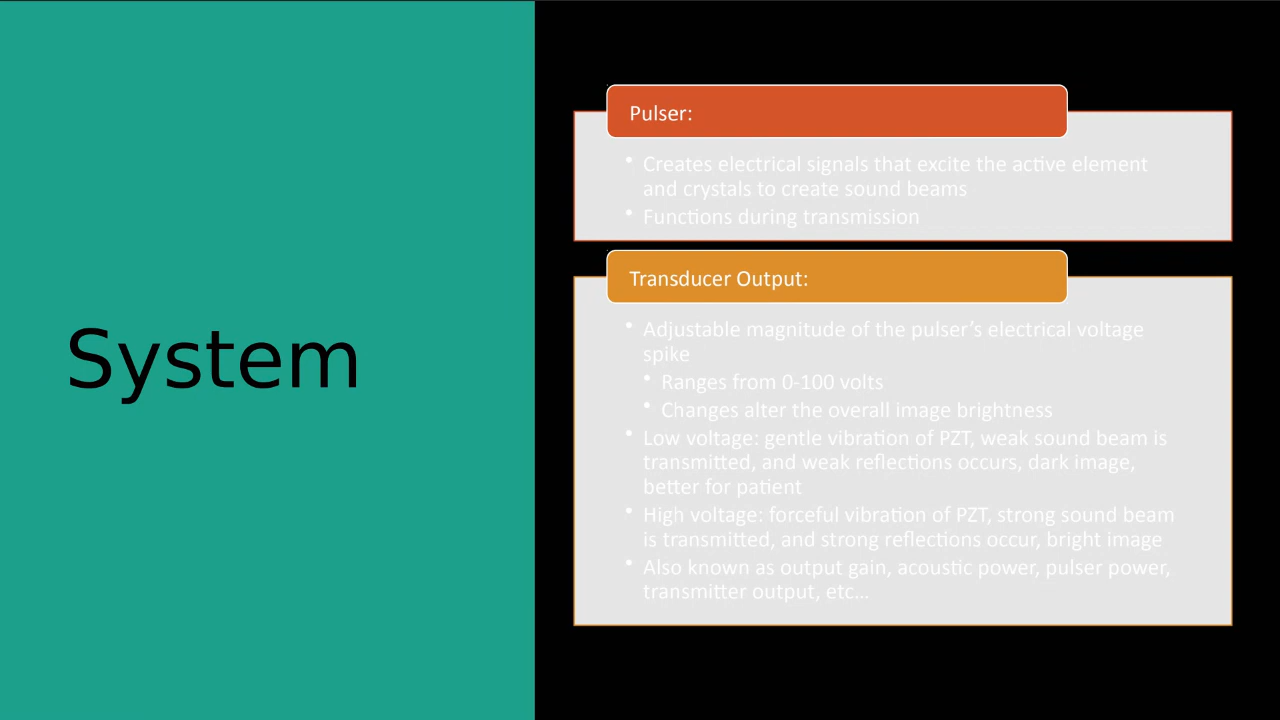 System
Pulser:
• Creates electrical signals that excite the active element
and crystals to create sound beams
• Functions during transmission
Transducer Output:
• Adjustable magnitude of the pulser’s electrical voltage
spike
• Ranges from 0-100 volts
• Changes alter the overall image brightness
• Low voltage: gentle vibration of PZT, weak sound beam is
transmitted, and weak reflections occurs, dark image,
better for patient
• High voltage: forceful vibration of PZT, strong sound beam
is transmitted, and strong reflections occur, bright image
• Also known as output gain, acoustic power, pulser power,
transmitter output, etc…